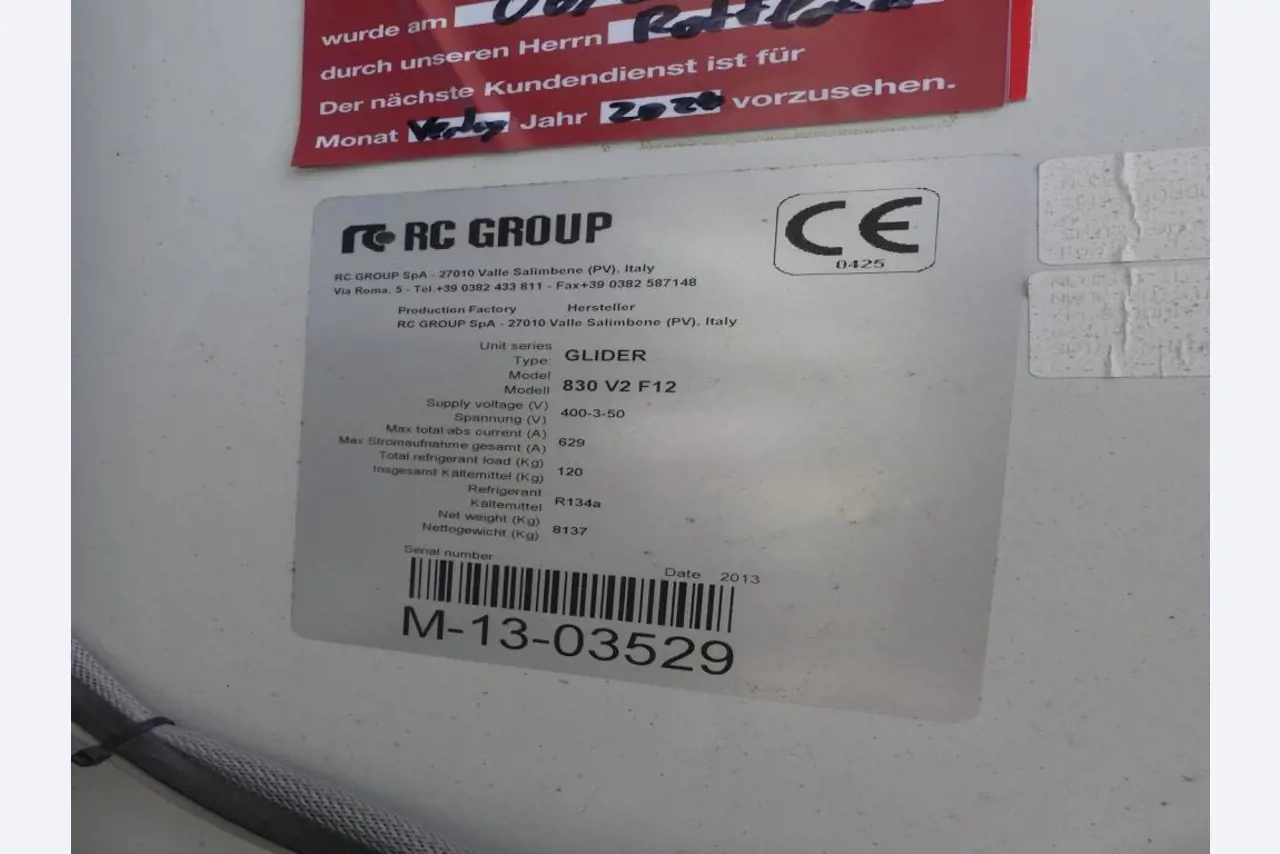 wurde am
durch unseren Herrn
Der nächste Kundendienst ist für
Monat Jahr 2020 vorzusehen.
rc RC GROUP
CE
0425
RC GROUP SpA - 27010 Valle Salimbene (PV), Italy
Via Roma, 5 - Tel.+39 0382 433 811 - Fax+39 0382 587148
Production Factory Hersteller
RC GROUP SpA - 27010 Valle Salimbene (PV), Italy
Unit series
Type GLIDER
Model
Modell 830 V2 F12
Supply voltage (V)
Spannung (V) 400-3-50
Max total abs current (A)
Max Stromaufnahme gesamt (A) 629
Total refrigerant load (Kg)
Insgesamt Kältemittel (Kg) 120
Refrigerant
Kältemittel R134a
Net weight (Kg)
Nettogewicht (Kg) 8137
Serial number
Date 2013
M-13-03529